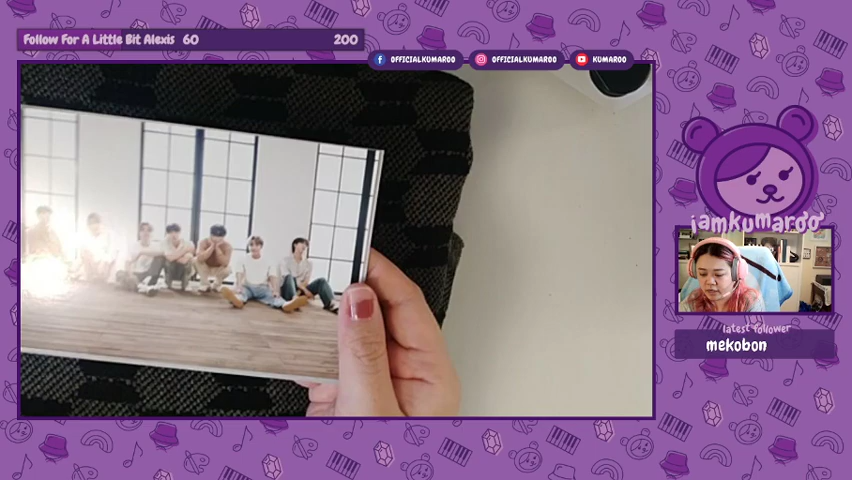 Follow For A Little Bit Alexis 60 200
OFFICIALKUMAROO OFFICIALKUMAROO KUMAROO
iamkumaroo
latest follower
mekobon